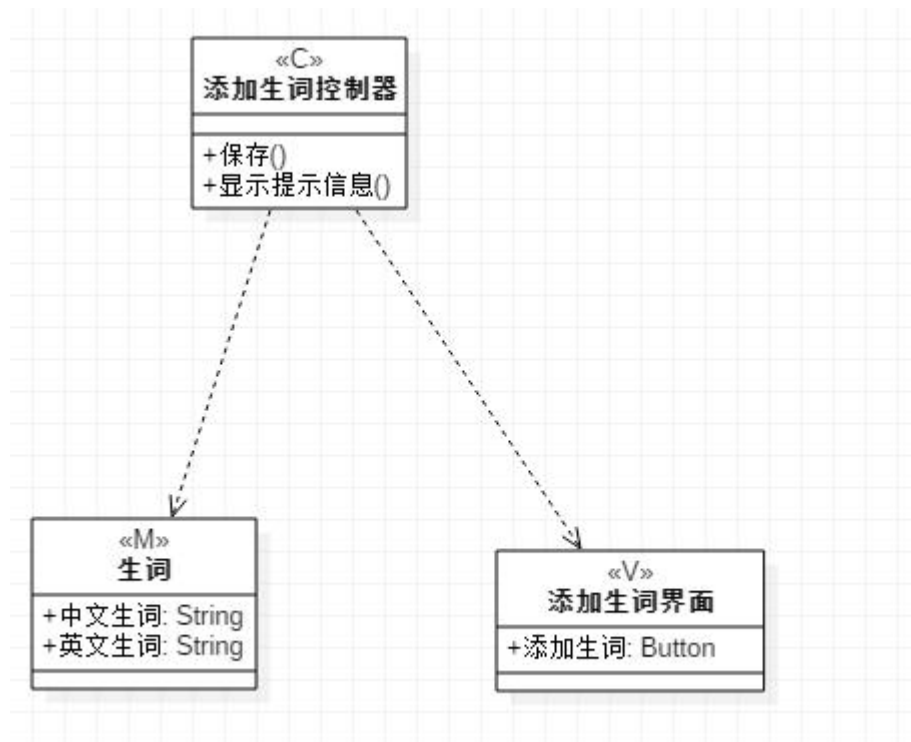 «C»
添加生词控制器
+保存()
+显示提示信息()
«M»
生词
+中文生词: String
+英文生词: String
«V»
添加生词界面
+添加生词: Button